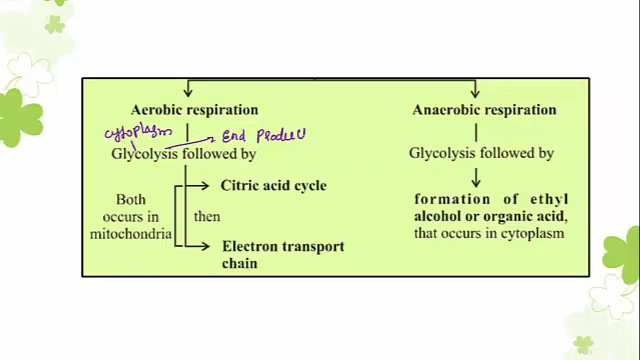 Aerobic respiration
cytoplasm
End Product
Glycolysis followed by
Citric acid cycle
Both
occurs in
mitochondria
then
Electron transport
chain
Anaerobic respiration
Glycolysis followed by
formation of ethyl
alcohol or organic acid,
that occurs in cytoplasm